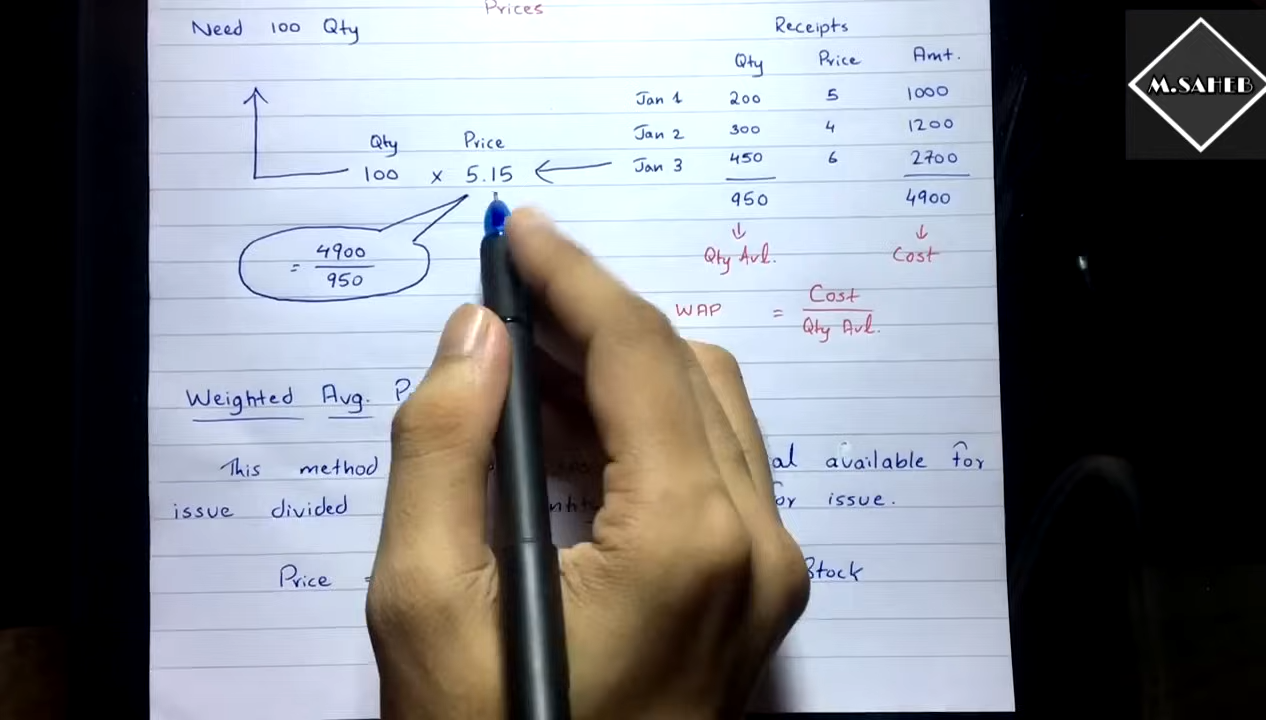 Prices
Need 100 Qty
Receipts
Qty Price Amt.
Jan 1 200 5 1000
Jan 2 300 4 1200
Jan 3 450 6 2700
950 4900
Qty Avl. Cost
Qty Price
100 x 5.15
= 4900
950
WAP = Cost
Qty Avl.
Weighted Avg.
This method al available for
issue divided for issue.
Price = Stock
M.SAHEB